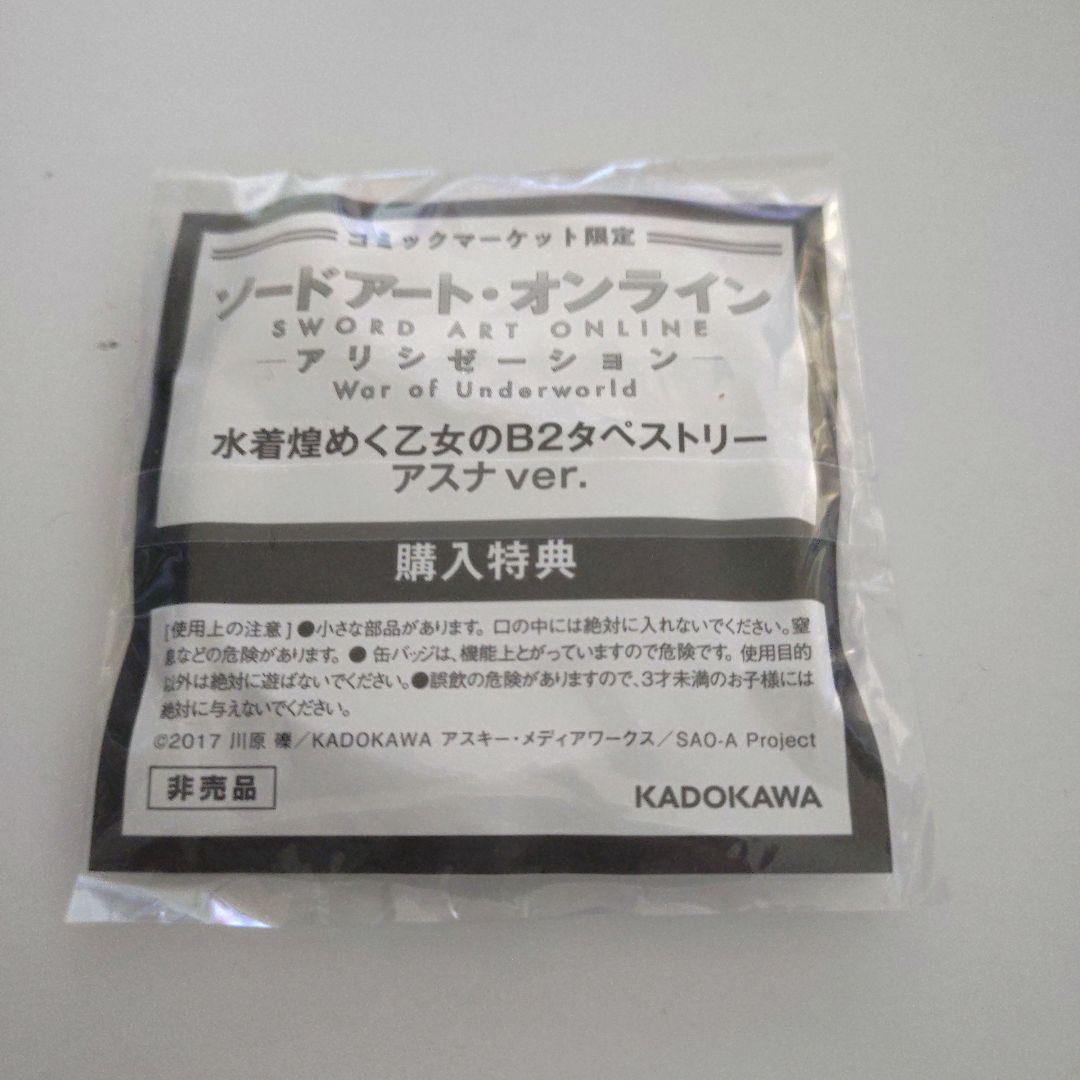 コミックマーケット限定
ソードアート・オンライン
SWORD ART ONLINE
アリシゼーション
War of Underworld
水着煌めく乙女のB2タペストリー
アスナver.
購入特典
[使用上の注意]●小さな部品があります。口の中には絶対に入れないでください。窒
息などの危険があります。●缶バッジは、機能上とがっていますので危険です。使用目的
以外は絶対に遊ばないでください。●誤飲の危険がありますので、3才未満のお子様には
絶対に与えないでください。
©2017 川原 礫/KADOKAWA アスキー・メディアワークス/SAO-A Project
非売品
KADOKAWA